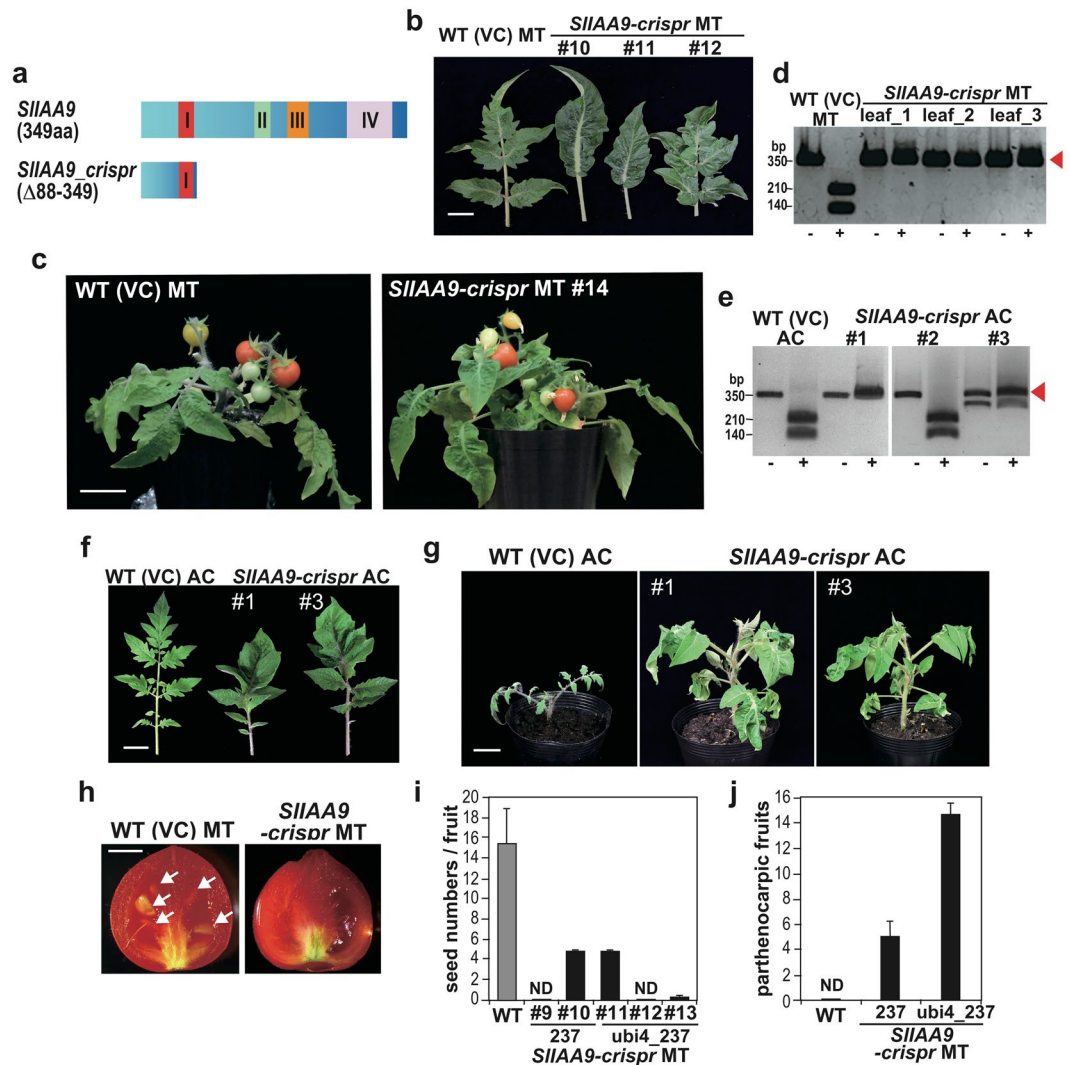 a
SlIAA9
(349aa)
I II III IV
SlIAA9_crispr
(Δ88-349)
I
b
SlIAA9-crispr MT
WT (VC) MT
#10 #11 #12
c
WT (VC) MT
SlIAA9-crispr MT #14
d
WT (VC)
MT
SlIAA9-crispr MT
leaf_1 leaf_2 leaf_3
bp
350
210
140
- + - + - + - +
e
WT (VC)
AC
SlIAA9-crispr AC
#1 #2 #3
bp
350
210
140
- + - + - + - +
f
WT (VC) AC SlIAA9-crispr AC
#1 #3
g
WT (VC) AC SlIAA9-crispr AC
#1 #3
h
WT (VC) MT
SlIAA9
-crispr MT
i
seed numbers / fruit
20
18
16
14
12
10
8
6
4
2
0
ND ND
WT #9 #10 #11 #12 #13
237 ubi4_237
SlIAA9-crispr MT
j
parthenocarpic fruits
16
14
12
10
8
6
4
2
0
ND
WT 237 ubi4_237
SlIAA9
-crispr MT